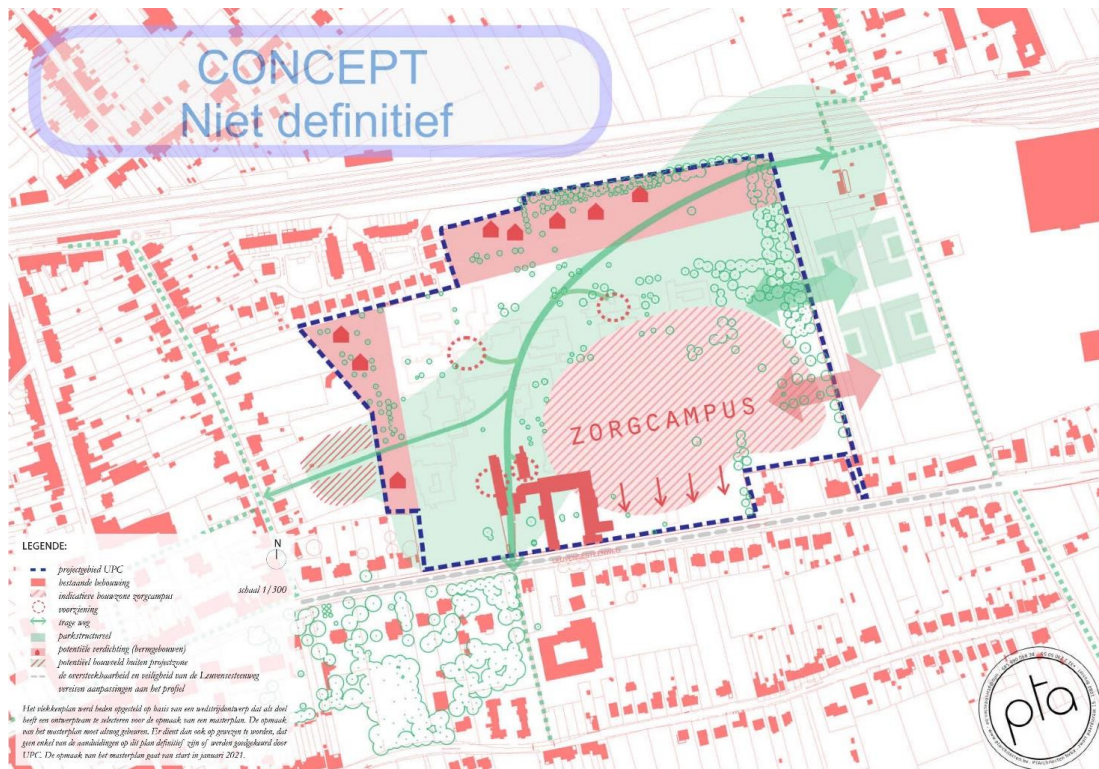 CONCEPT
Niet definitief
ZORGCAMPUS
LEGENDE:
N
schaal 1/300
projectgebied UPC
bestaande bebouwing
indicatieve bouwzone zorgcampus
voorziening
trage weg
parkstructureel
potentiële verdichting (bermgebouwen)
potentieel bouwveld buiten projectzone
de oversteekbaarheid en veiligheid van de Leuvensesteenweg
vereisen aanpassingen aan het profiel
Het vlekkenplan werd heden opgesteld op basis van een wedstrijdontwerp dat als doel
heeft een ontwerpteam te selecteren voor de opmaak van een masterplan. De opmaak
van het masterplan moet alsnog gebeuren. Er dient dan ook op gewezen te worden, dat
geen enkel van de aanduidingen op dit plan definitief zijn of werden goedgekeurd door
UPC. De opmaak van het masterplan gaat van start in januari 2021.
pta